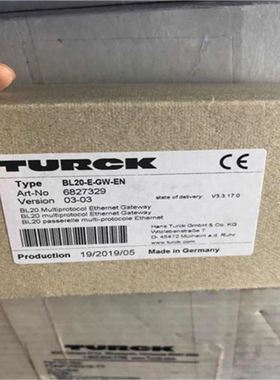 TURCK
CE
Type BL20-E-GW-EN
Art-No 6827329
Version 03-03 state of delivery: V3.3.17.0
BL20 Multiprotocol Ethernet Gateway
BL20 multiprotocol Ethernet Gateway
BL20 passerelle multi-protocole Ethernet
Hans Turck GmbH & Co. KG
Witzlebenstraße 7
D- 45472 Mülheim a.d. Ruhr
www.turck.com
Production 19/2019/05 Made in Germany